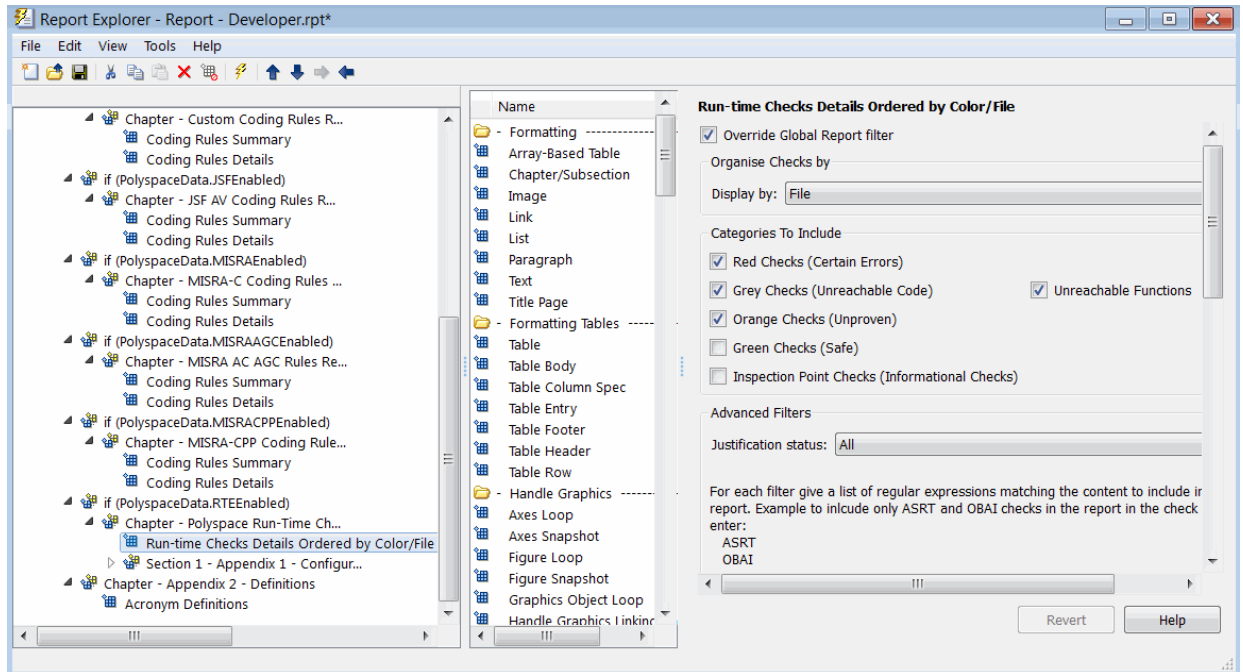 Report Explorer - Report - Developer.rpt*
File Edit View Tools Help
Chapter - Custom Coding Rules R...
Coding Rules Summary
Coding Rules Details
if (PolyspaceData.JSFEnabled)
Chapter - JSF AV Coding Rules R...
Coding Rules Summary
Coding Rules Details
if (PolyspaceData.MISRAEnabled)
Chapter - MISRA-C Coding Rules ...
Coding Rules Summary
Coding Rules Details
if (PolyspaceData.MISRAAGCEnabled)
Chapter - MISRA AC AGC Rules Re...
Coding Rules Summary
Coding Rules Details
if (PolyspaceData.MISRACPPEnabled)
Chapter - MISRA-CPP Coding Rule...
Coding Rules Summary
Coding Rules Details
if (PolyspaceData.RTEEnabled)
Chapter - Polyspace Run-Time Ch...
Run-time Checks Details Ordered by Color/File
Section 1 - Appendix 1 - Configur...
Chapter - Appendix 2 - Definitions
Acronym Definitions
Name
- Formatting ------------
Array-Based Table
Chapter/Subsection
Image
Link
List
Paragraph
Text
Title Page
- Formatting Tables -----
Table
Table Body
Table Column Spec
Table Entry
Table Footer
Table Header
Table Row
- Handle Graphics ------
Axes Loop
Axes Snapshot
Figure Loop
Figure Snapshot
Graphics Object Loop
Handle Graphics Linking
Run-time Checks Details Ordered by Color/File
Override Global Report filter
Organise Checks by
Display by: File
Categories To Include
Red Checks (Certain Errors)
Grey Checks (Unreachable Code) Unreachable Functions
Orange Checks (Unproven)
Green Checks (Safe)
Inspection Point Checks (Informational Checks)
Advanced Filters
Justification status: All
For each filter give a list of regular expressions matching the content to include in
report. Example to inlcude only ASRT and OBAI checks in the report in the check
enter:
ASRT
OBAI
Revert Help